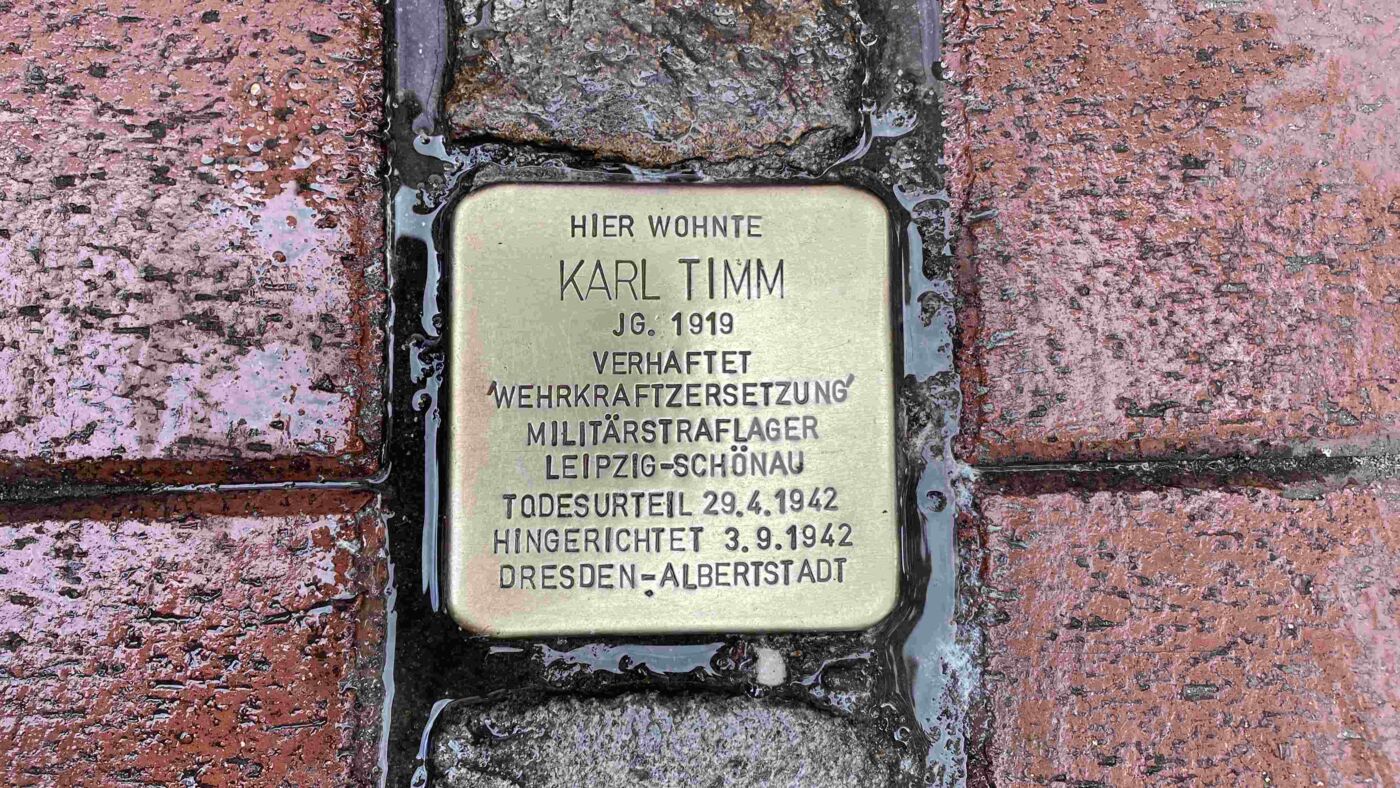 HIER WOHNTE
KARL TIMM
JG. 1919
VERHAFTET
'WEHRKRAFTZERSETZUNG'
MILITÄRSTRAFLAGER
LEIPZIG-SCHÖNAU
TODESURTEIL 29.4.1942
HINGERICHTET 3.9.1942
DRESDEN-ALBERTSTADT